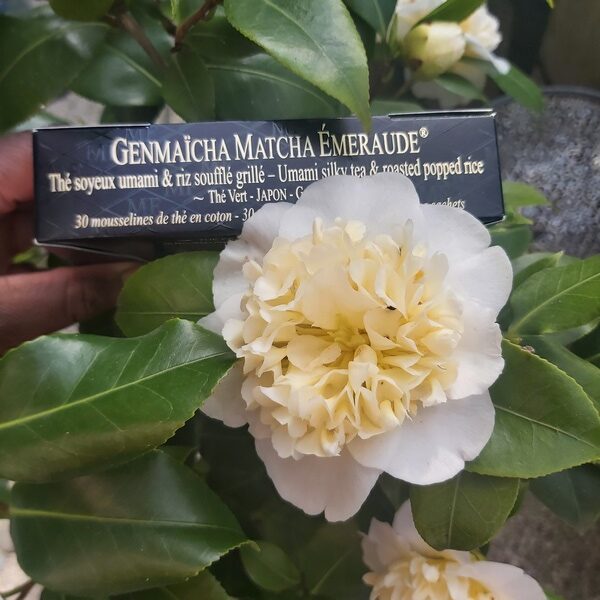 GENMAÏCHA MATCHA ÉMERAUDE®
Thé soyeux umami & riz soufflé grillé – Umami silky tea & roasted popped rice
~ Thé Vert - JAPON -
30 mousselines de thé en coton - 30